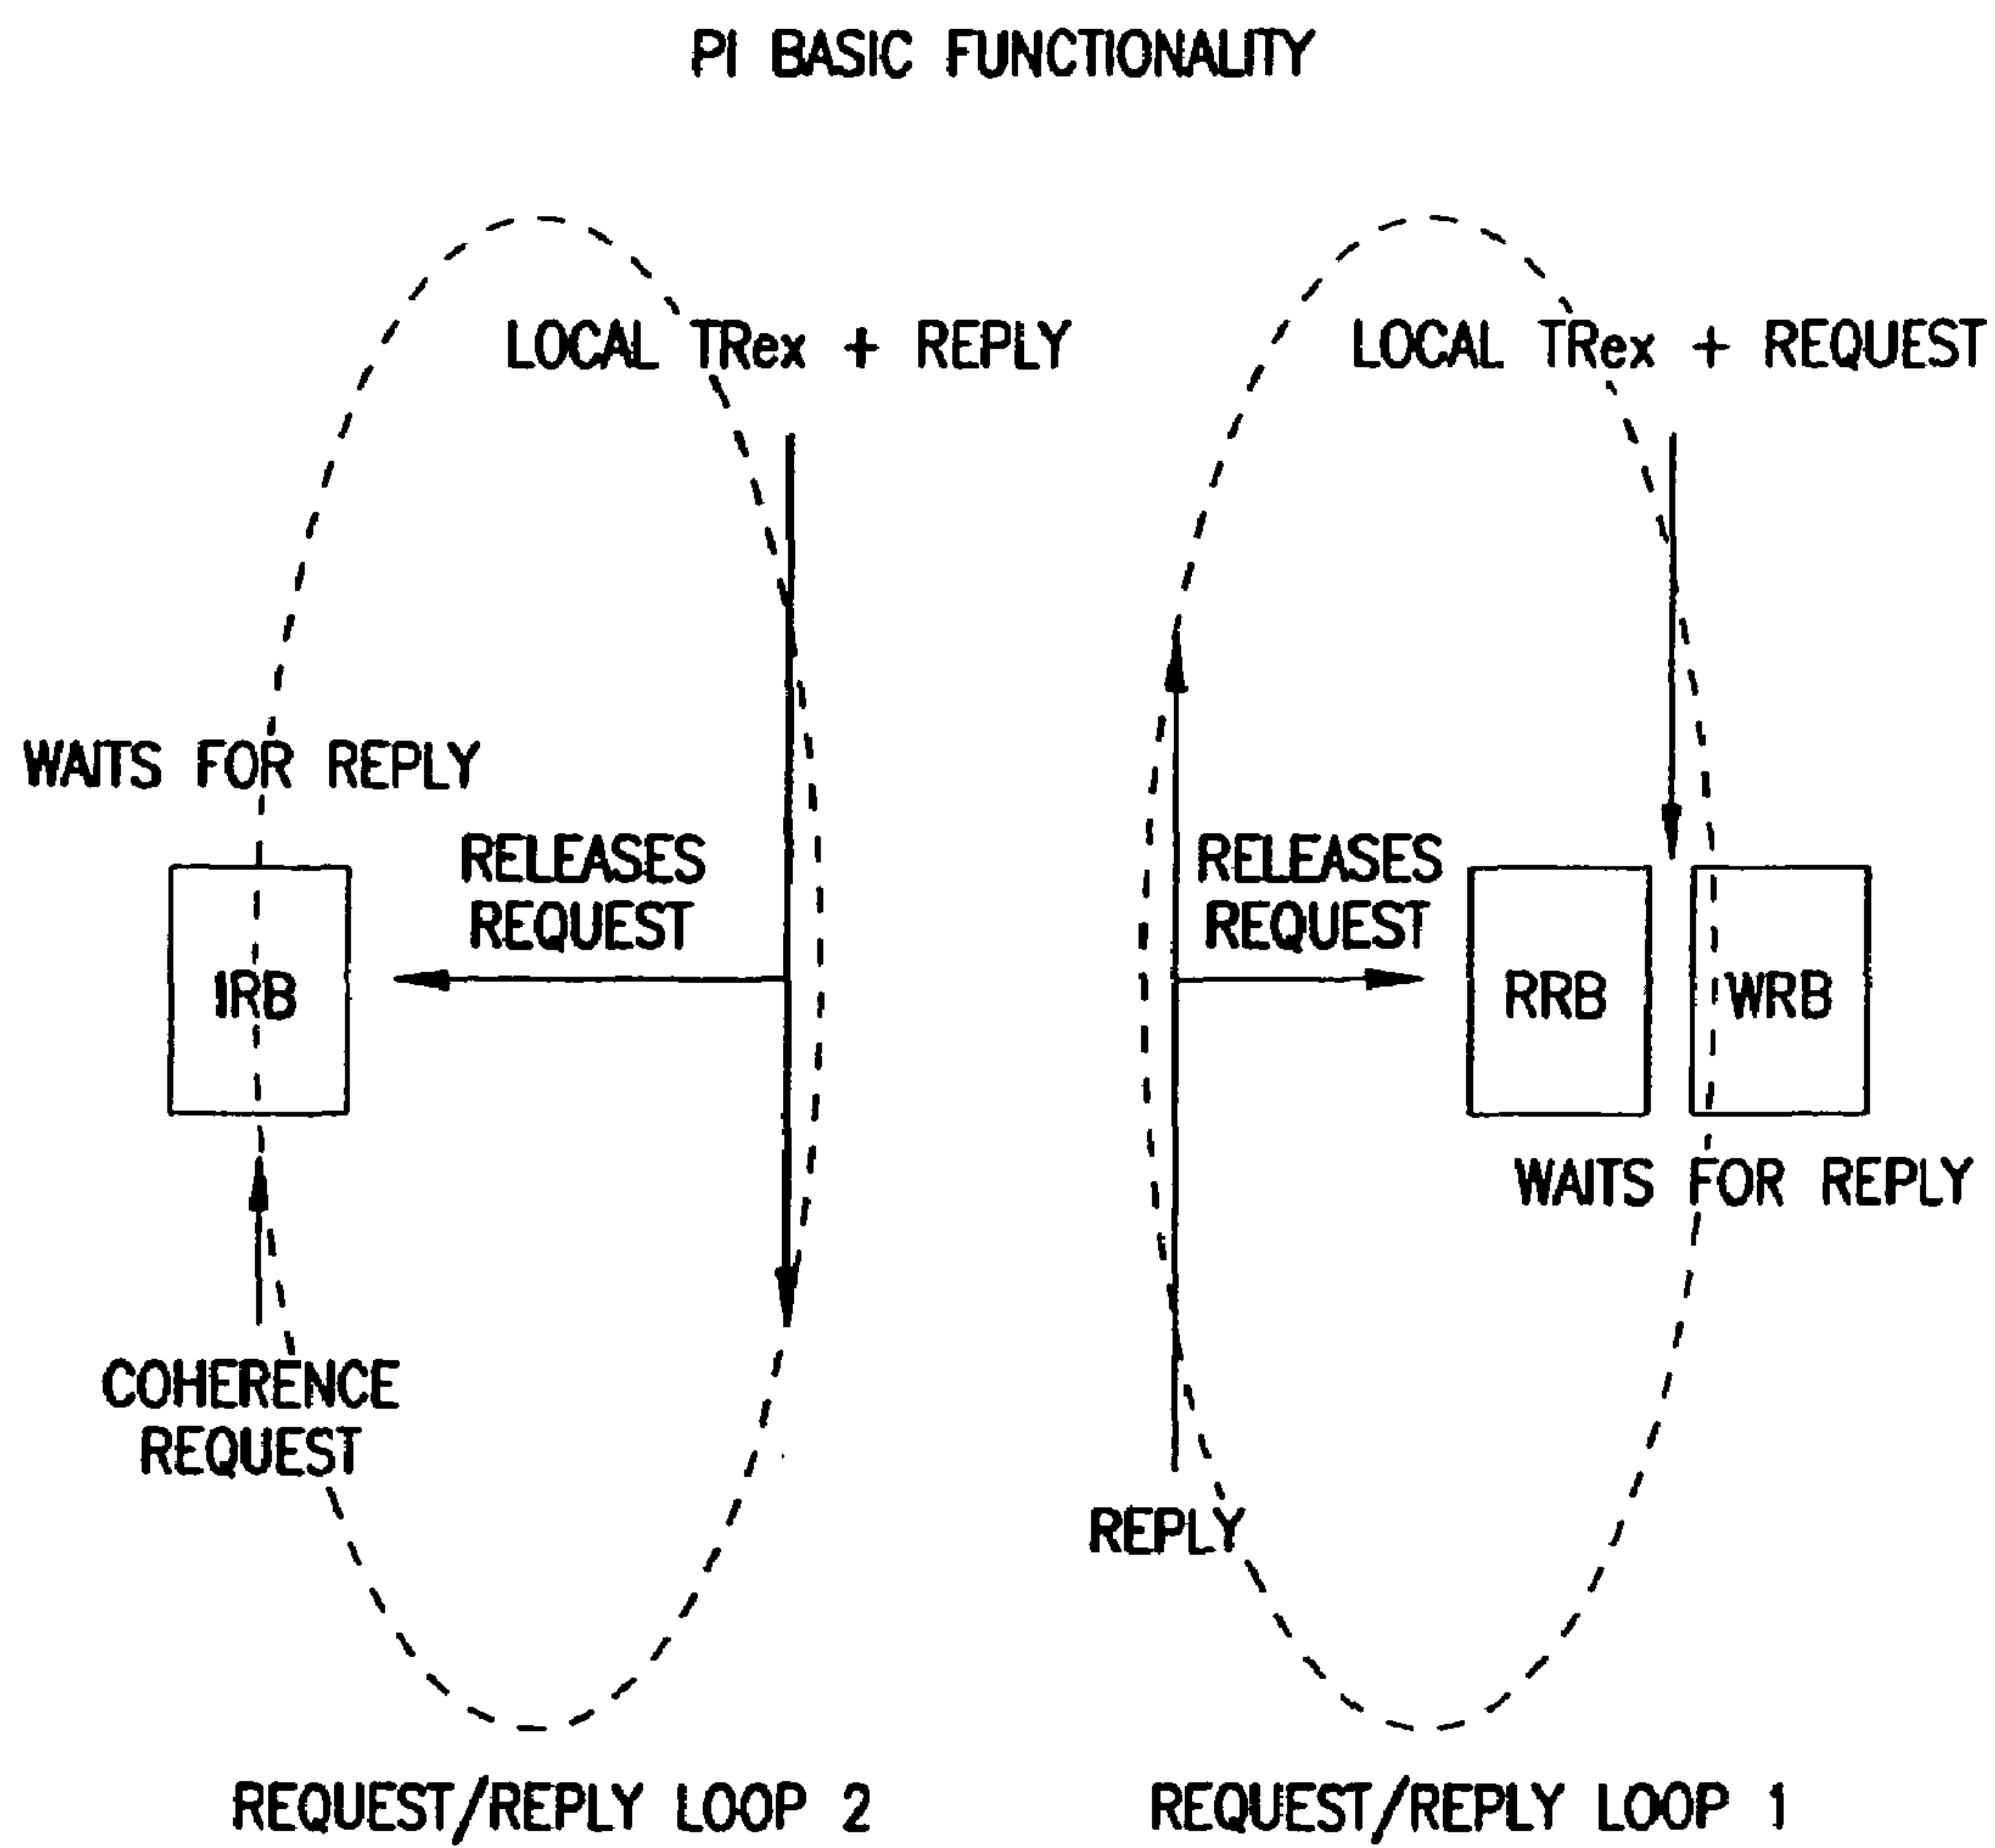 PI BASIC FUNCTIONALITY
LOCAL TRex + REPLY
LOCAL TRex + REQUEST
WAITS FOR REPLY
RELEASES
REQUEST
RELEASES
REQUEST
IRB
RRB
WRB
WAITS FOR REPLY
COHERENCE
REQUEST
REPLY
REQUEST/REPLY LOOP 2
REQUEST/REPLY LOOP 1